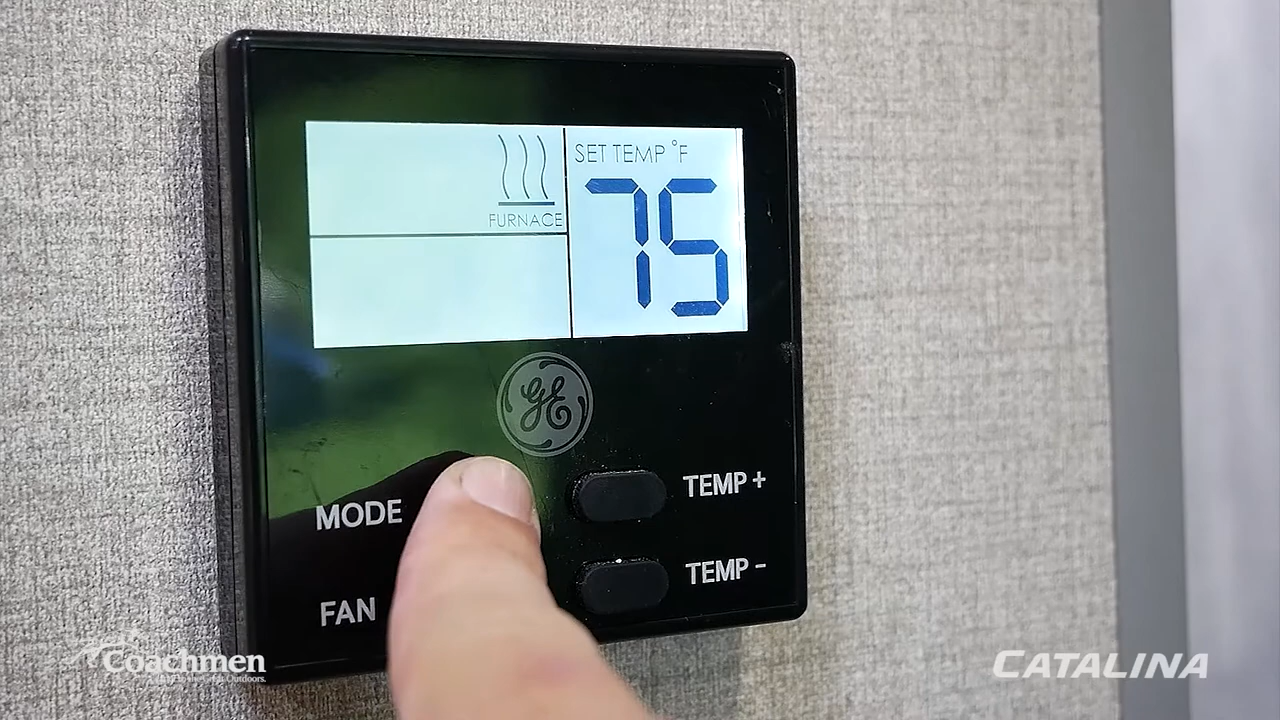 SET TEMP °F
75
FURNACE
GE
MODE
TEMP +
FAN
TEMP -
Coachmen
CATALINA